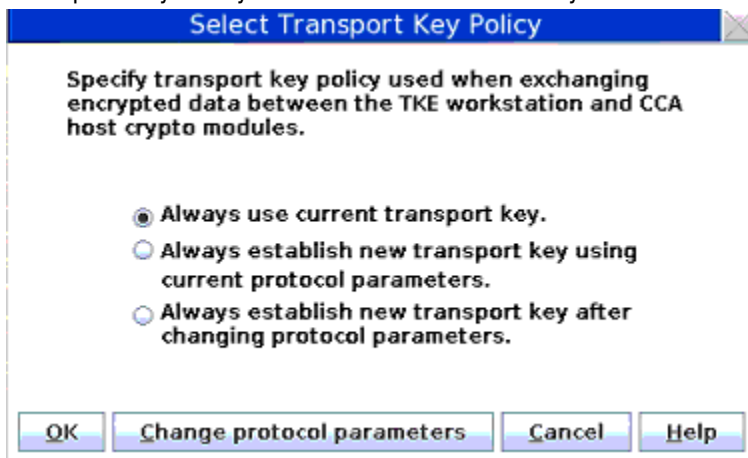 Select Transport Key Policy
Specify transport key policy used when exchanging
encrypted data between the TKE workstation and CCA
host crypto modules.
Always use current transport key.
Always establish new transport key using
current protocol parameters.
Always establish new transport key after
changing protocol parameters.
OK Change protocol parameters Cancel Help